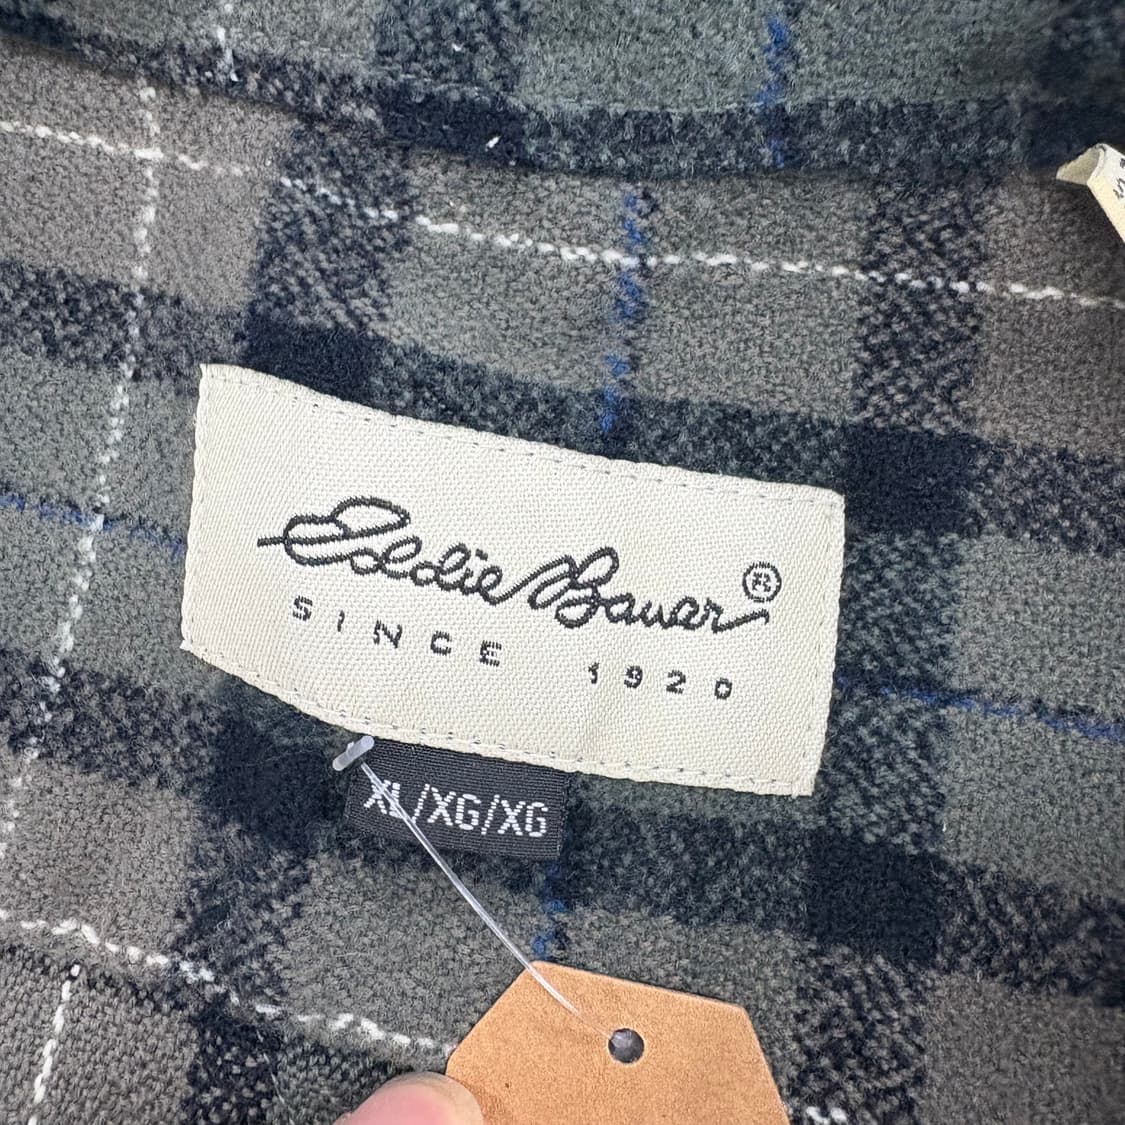 Eddie Bauer®
SINCE 1920
XL/XG/XG